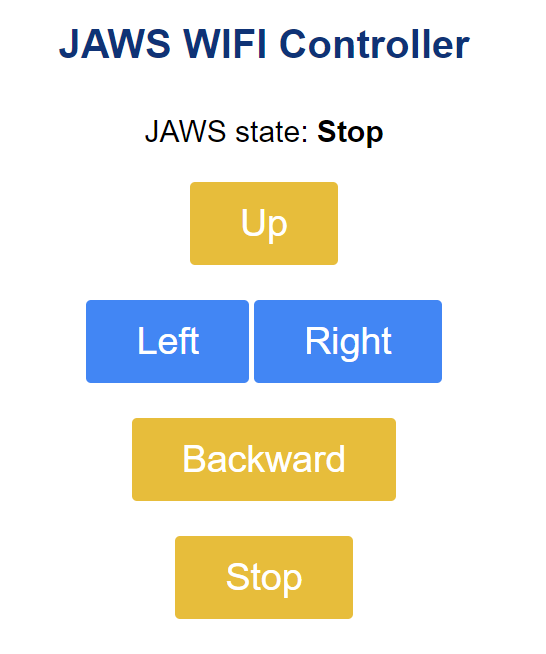 JAWS WIFI Controller
JAWS state: Stop
Up
Left Right
Backward
Stop